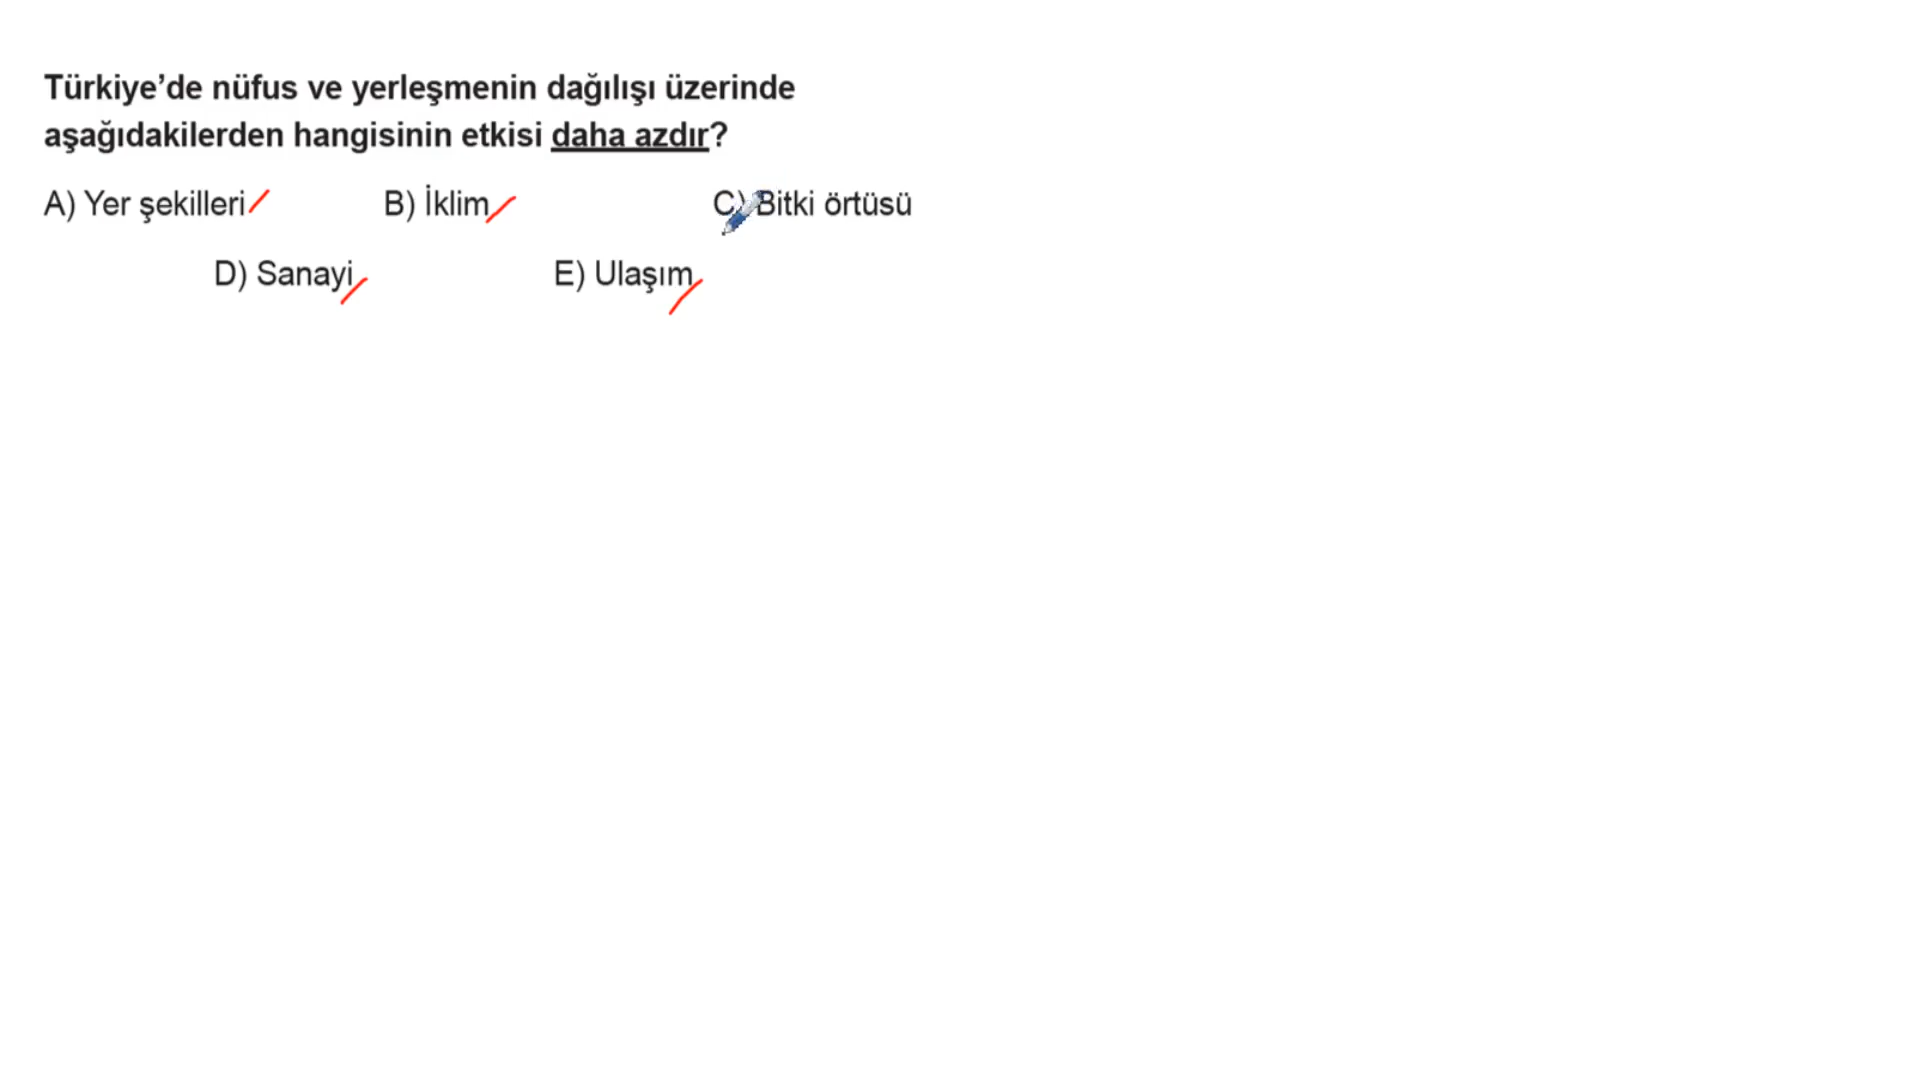 Türkiye’de nüfus ve yerleşmenin dağılışı üzerinde
aşağıdakilerden hangisinin etkisi daha azdır?
A) Yer şekilleri B) İklim C) Bitki örtüsü
D) Sanayi E) Ulaşım